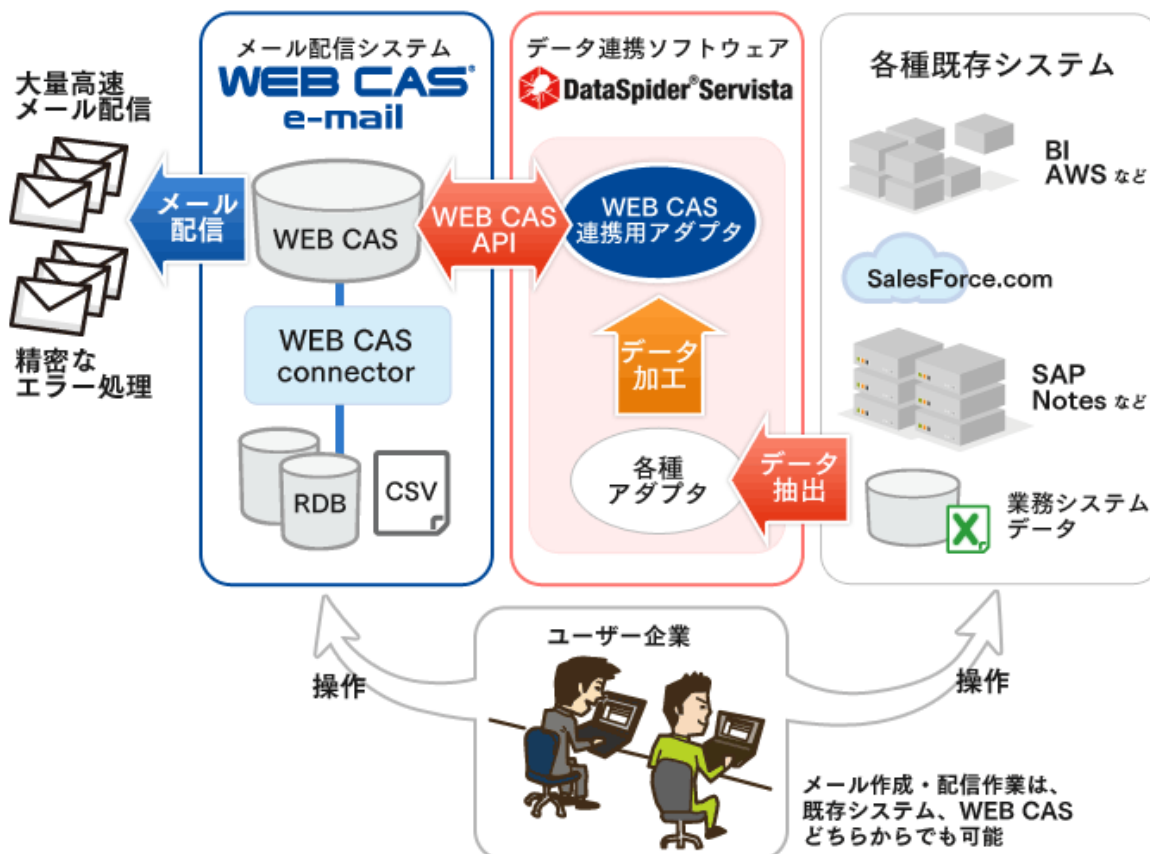 大量高速
メール配信
精密な
エラー処理
メール配信システム
WEB CAS®
e-mail
メール
配信
WEB CAS
WEB CAS
connector
RDB
CSV
WEB CAS
API
データ連携ソフトウェア
DataSpider®Servista
WEB CAS
連携用アダプタ
データ
加工
各種
アダプタ
データ
抽出
各種既存システム
BI
AWS など
SalesForce.com
SAP
Notes など
業務システム
データ
X
操作
ユーザー企業
操作
メール作成・配信作業は、
既存システム、WEB CAS
どちらからでも可能